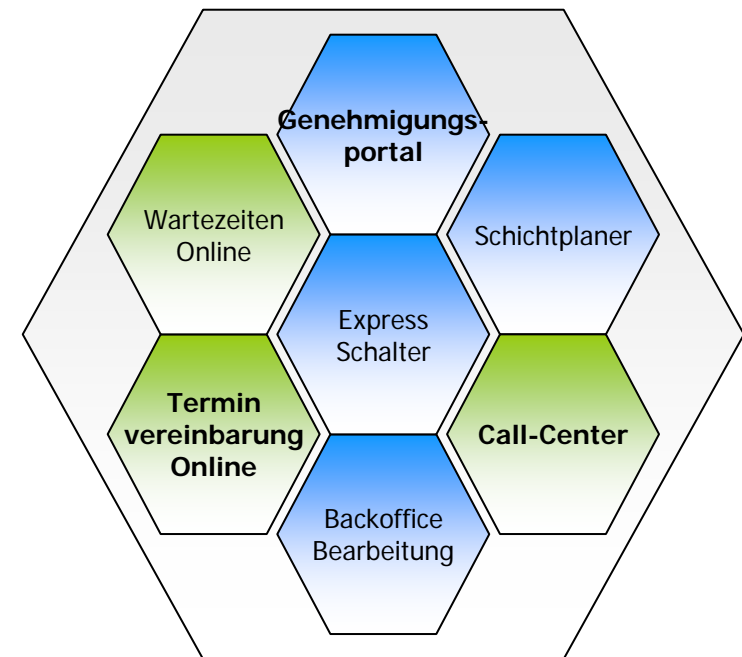 Genehmigungs-
portal
Wartezeiten
Online
Schichtplaner
Express
Schalter
Termin
vereinbarung
Online
Call-Center
Backoffice
Bearbeitung